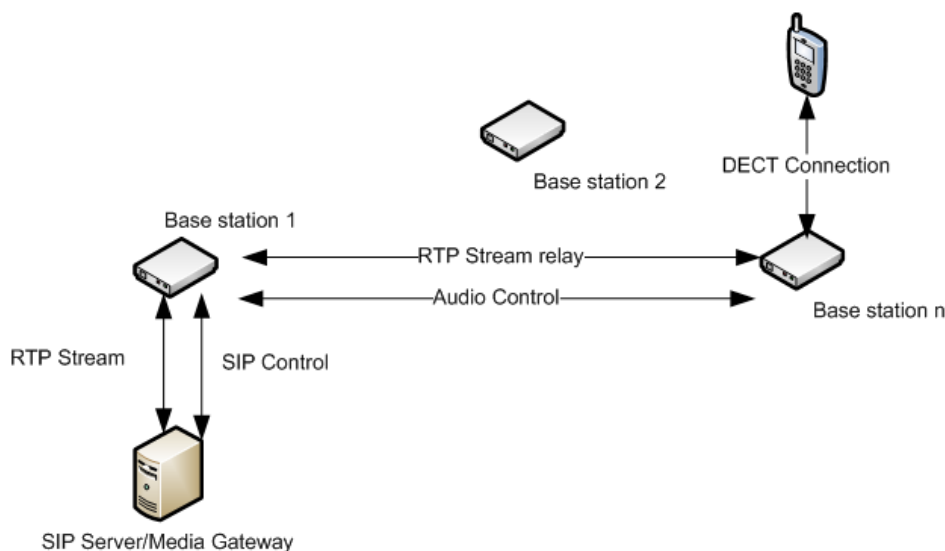 DECT Connection
Base station 2
Base station 1
RTP Stream relay
Audio Control
Base station n
RTP Stream
SIP Control
SIP Server/Media Gateway